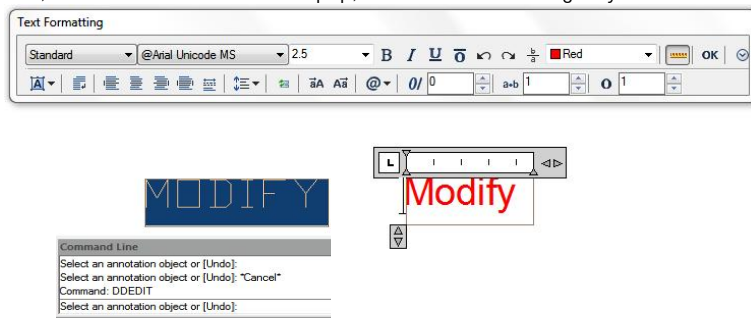 Text Formatting
Standard @Arial Unicode MS 2.5 B I U O Red OK
@ 0/ 0 a•b 1 O 1
MODIFY
Modify
Command Line
Select an annotation object or [Undo]:
Select an annotation object or [Undo]: *Cancel*
Command: DDEDIT
Select an annotation object or [Undo]: